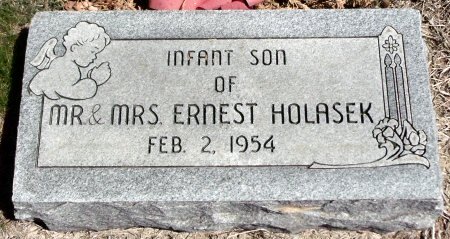 INFANT SON
OF
MR. & MRS. ERNEST HOLASEK
FEB. 2, 1954